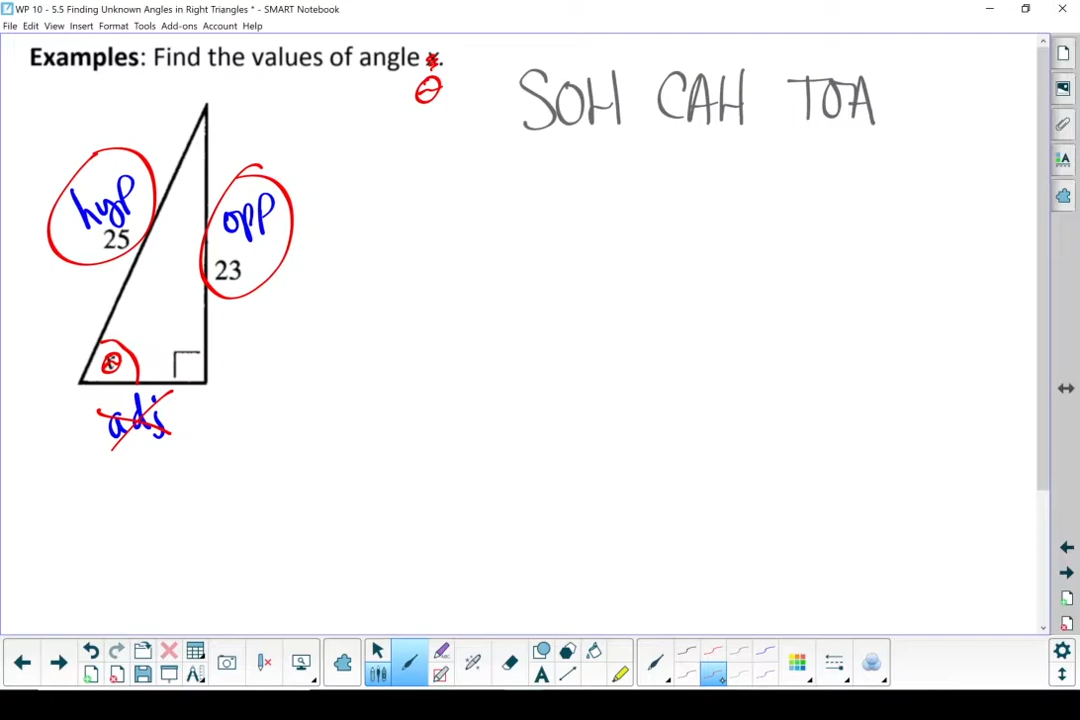 WP 10 - 5.5 Finding Unknown Angles in Right Triangles * - SMART Notebook
File Edit View Insert Format Tools Add-ons Account Help
Examples: Find the values of angle .
θ
SOH CAH TOA
hyp
25
opp
23
adj